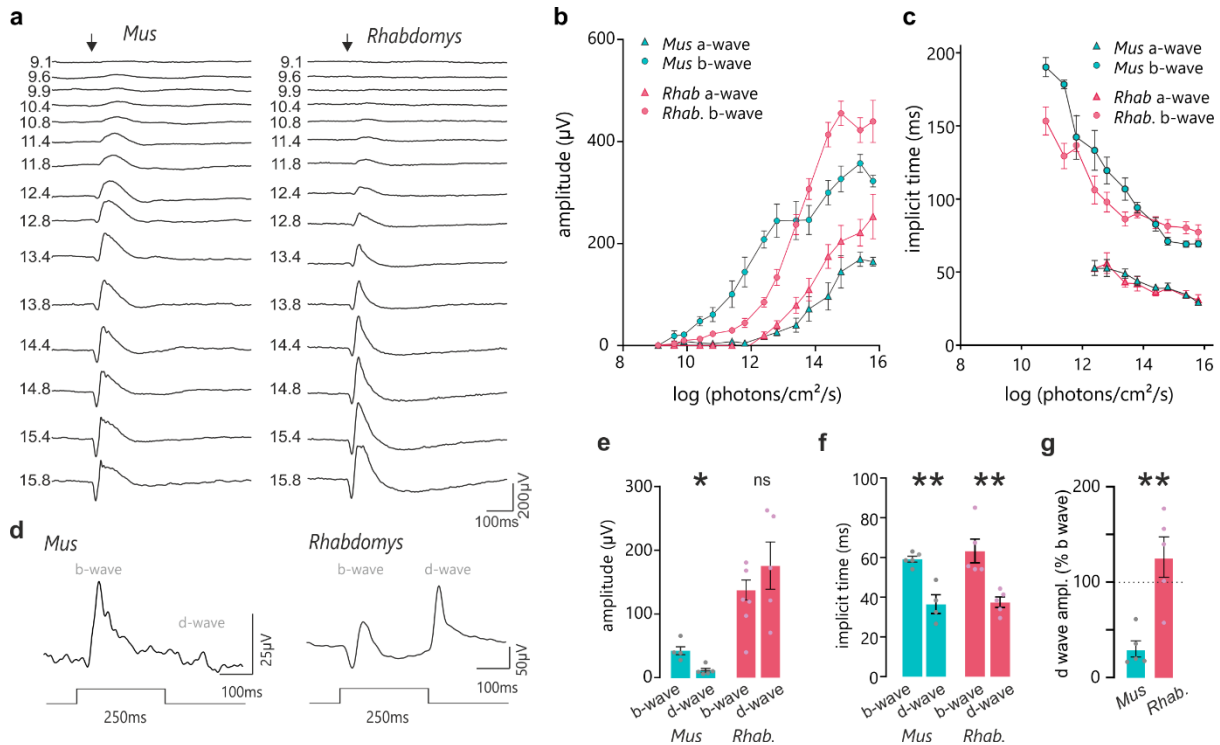 a
Mus
Rhabdomys
9.1
9.6
9.9
10.4
10.8
11.4
11.8
12.4
12.8
13.4
13.8
14.4
14.8
15.4
15.8
9.1
9.6
9.9
10.4
10.8
11.4
11.8
12.4
12.8
13.4
13.8
14.4
14.8
15.4
15.8
200µV
100ms
b
600
400
200
0
amplitude (µV)
Mus a-wave
Mus b-wave
Rhab a-wave
Rhab. b-wave
8 10 12 14 16
log (photons/cm²/s)
c
200
150
100
50
0
implicit time (ms)
Mus a-wave
Mus b-wave
Rhab a-wave
Rhab. b-wave
8 10 12 14 16
log (photons/cm²/s)
d
Mus
b-wave
d-wave
25µV
100ms
250ms
Rhabdomys
b-wave
d-wave
50µV
100ms
250ms
e
* ns
300
200
100
0
amplitude (µV)
b-wave d-wave b-wave d-wave
Mus Rhab.
f
** **
100
80
60
40
20
0
implicit time (ms)
b-wave d-wave b-wave d-wave
Mus Rhab.
g
**
200
100
0
d wave ampl. (% b wave)
Mus Rhab.